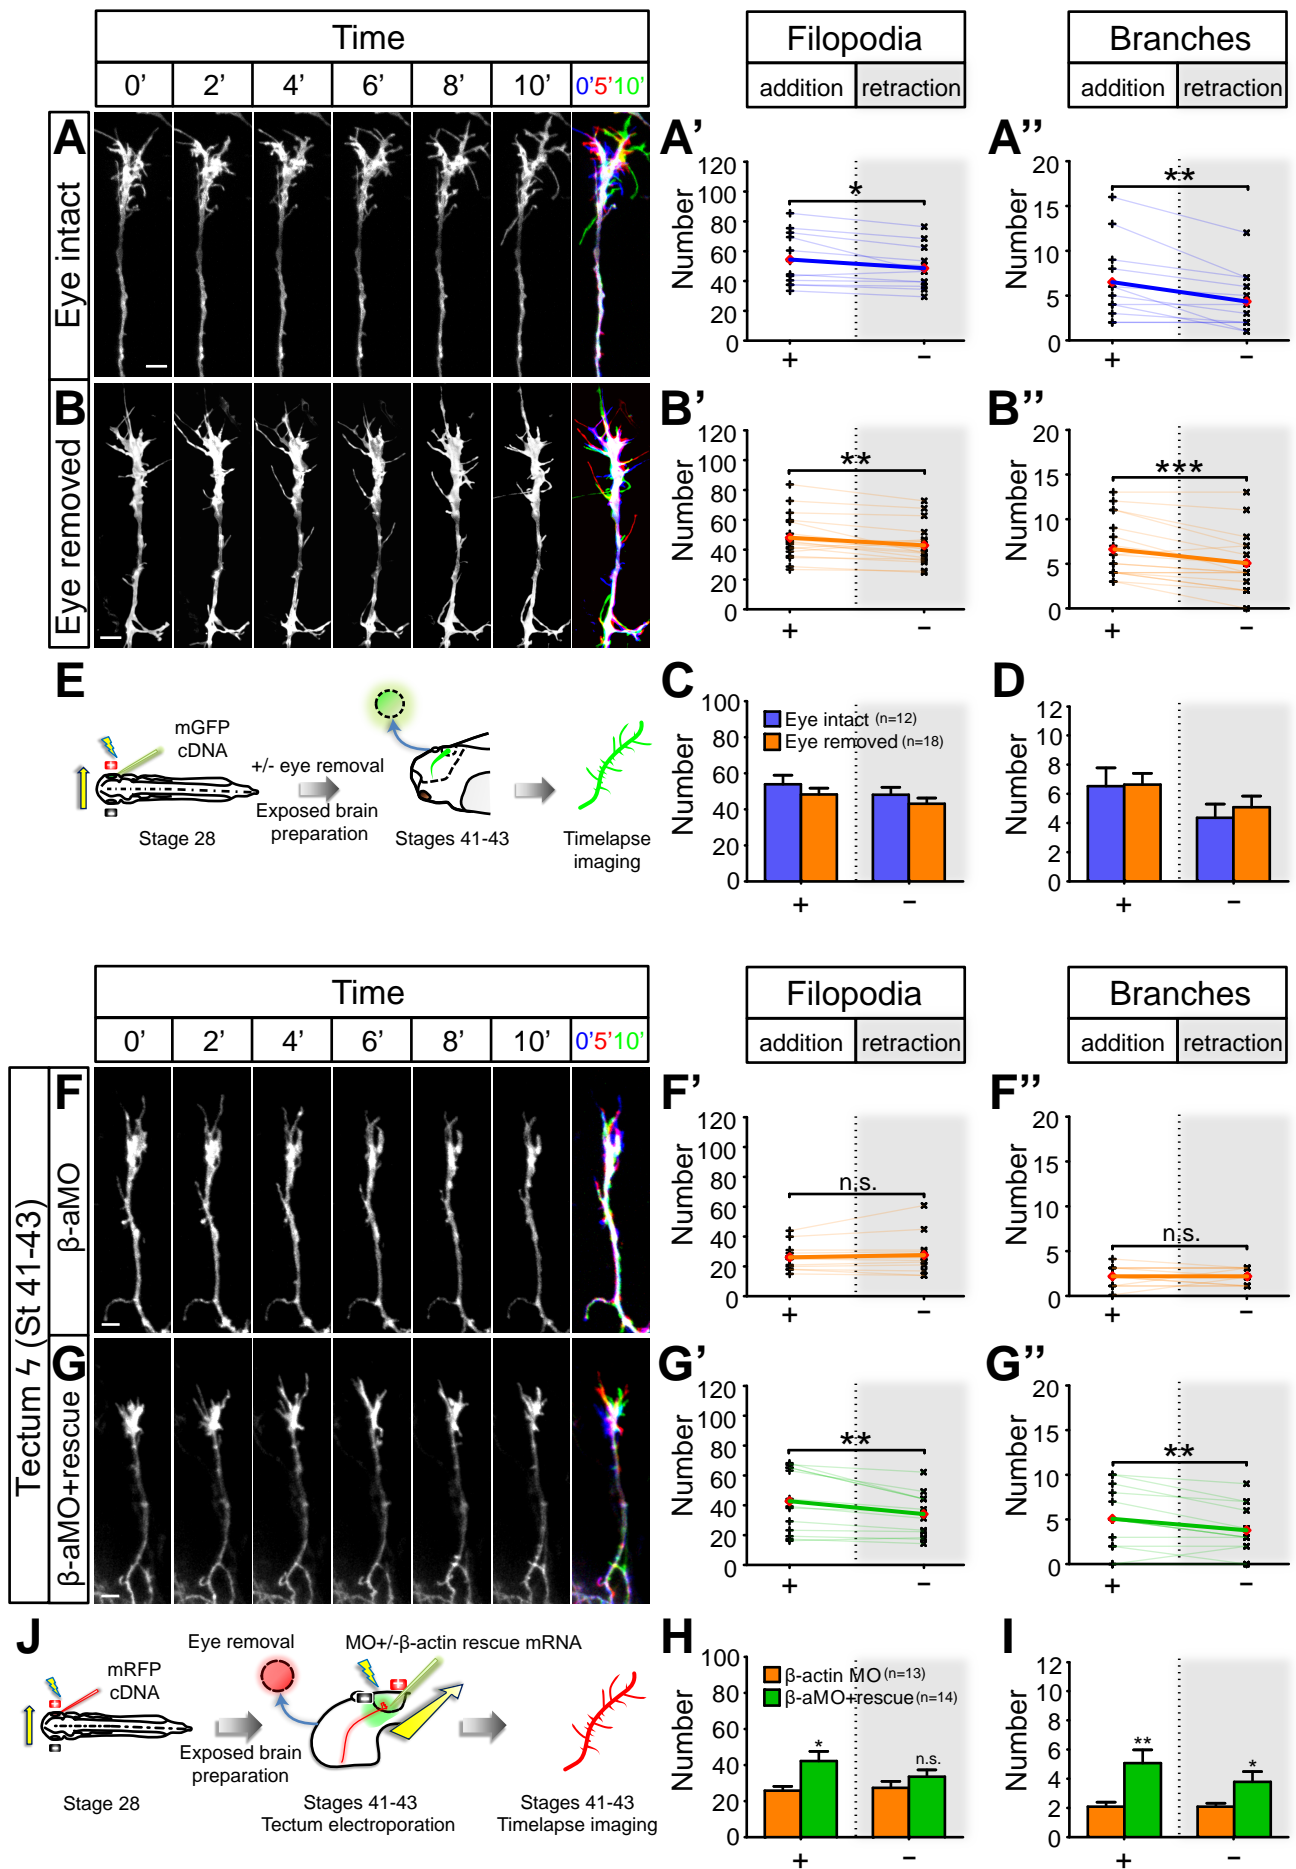 Time
0' 2' 4' 6' 8' 10' 0'5'10'
Filopodia
addition retraction
Branches
addition retraction
A
Eye intact
A'
Number
120
100
80
60
40
20
0
*
+ −
A''
Number
20
15
10
5
0
**
+ −
B
Eye removed
B'
Number
120
100
80
60
40
20
0
**
+ −
B''
Number
20
15
10
5
0
***
+ −
E
mGFP
cDNA
Stage 28
+/- eye removal
Exposed brain
preparation
Stages 41-43
Timelapse
imaging
C
Number
100
80
60
40
20
0
Eye intact (n=12)
Eye removed (n=18)
+ −
D
Number
12
10
8
6
4
2
0
+ −
Time
0' 2' 4' 6' 8' 10' 0'5'10'
Filopodia
addition retraction
Branches
addition retraction
Tectum ϟ (St 41-43)
F
β-aMO
F'
Number
120
100
80
60
40
20
0
n.s.
+ −
F''
Number
20
15
10
5
0
n.s.
+ −
G
β-aMO+rescue
G'
Number
120
100
80
60
40
20
0
**
+ −
G''
Number
20
15
10
5
0
**
+ −
J
mRFP
cDNA
Stage 28
Eye removal
Exposed brain
preparation
MO+/-β-actin rescue mRNA
Stages 41-43
Tectum electroporation
Stages 41-43
Timelapse imaging
H
Number
100
80
60
40
20
0
β-actin MO (n=13)
β-aMO+rescue (n=14)
*
n.s.
+ −
I
Number
12
10
8
6
4
2
0
**
*
+ −